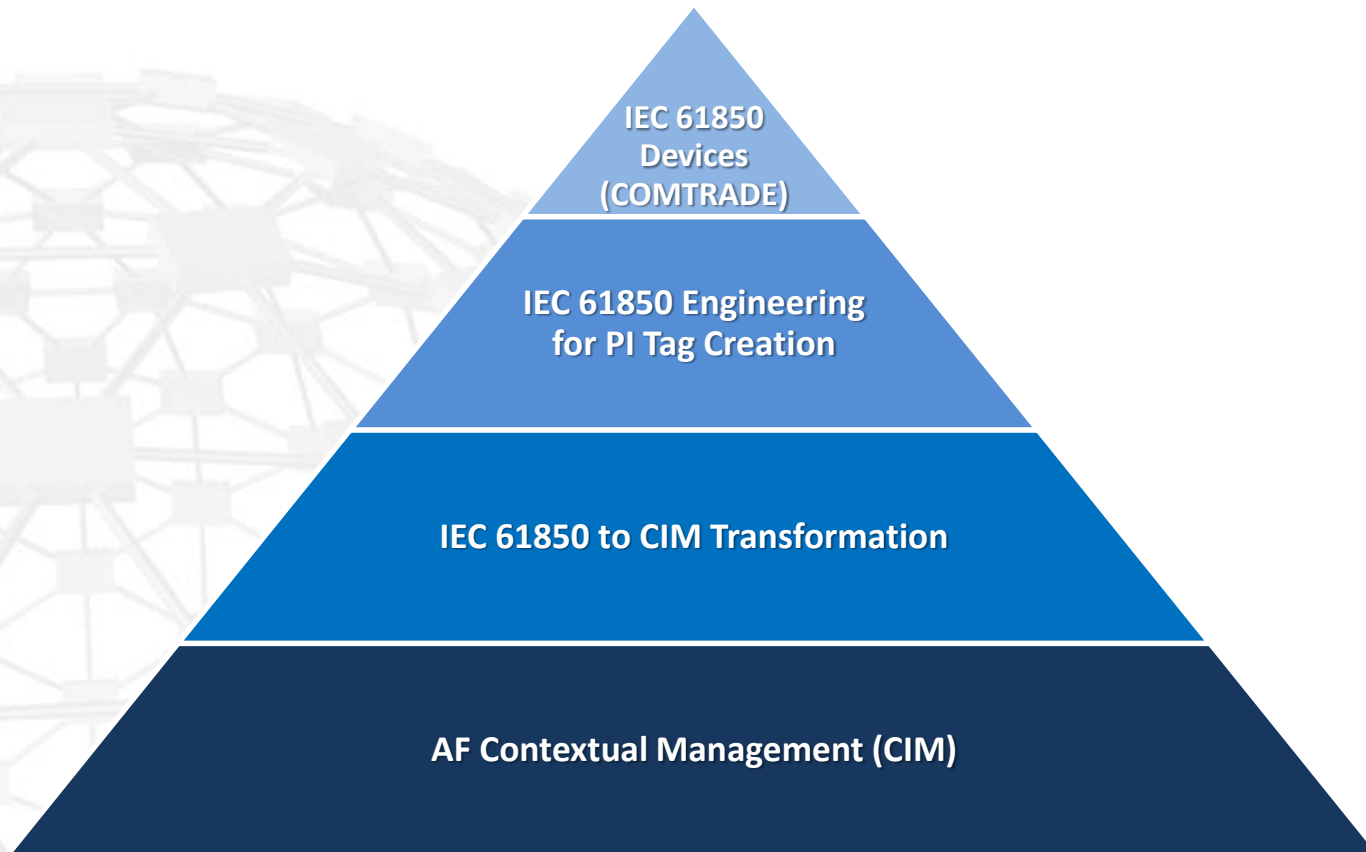 IEC 61850
Devices
(COMTRADE)
IEC 61850 Engineering
for PI Tag Creation
IEC 61850 to CIM Transformation
AF Contextual Management (CIM)